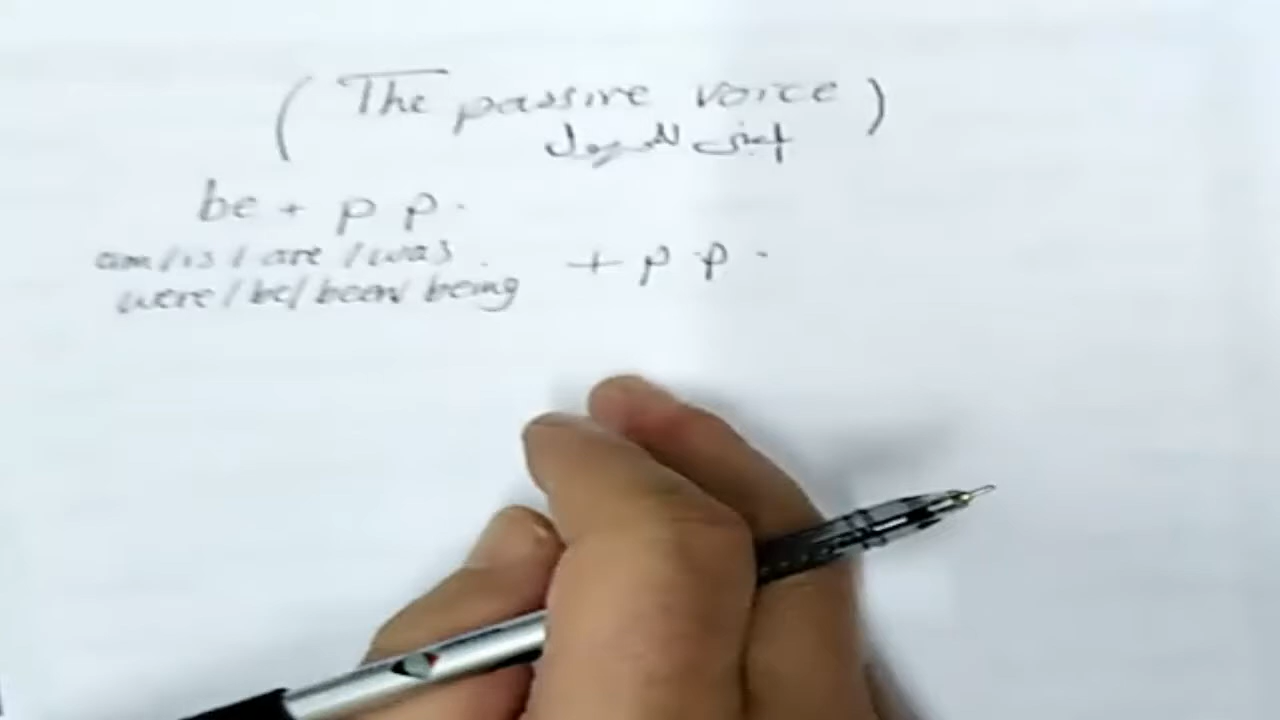 (The passive voice)
المبني للمجهول
be + p p.
am/is/are/was
were/be/been/being + p p.